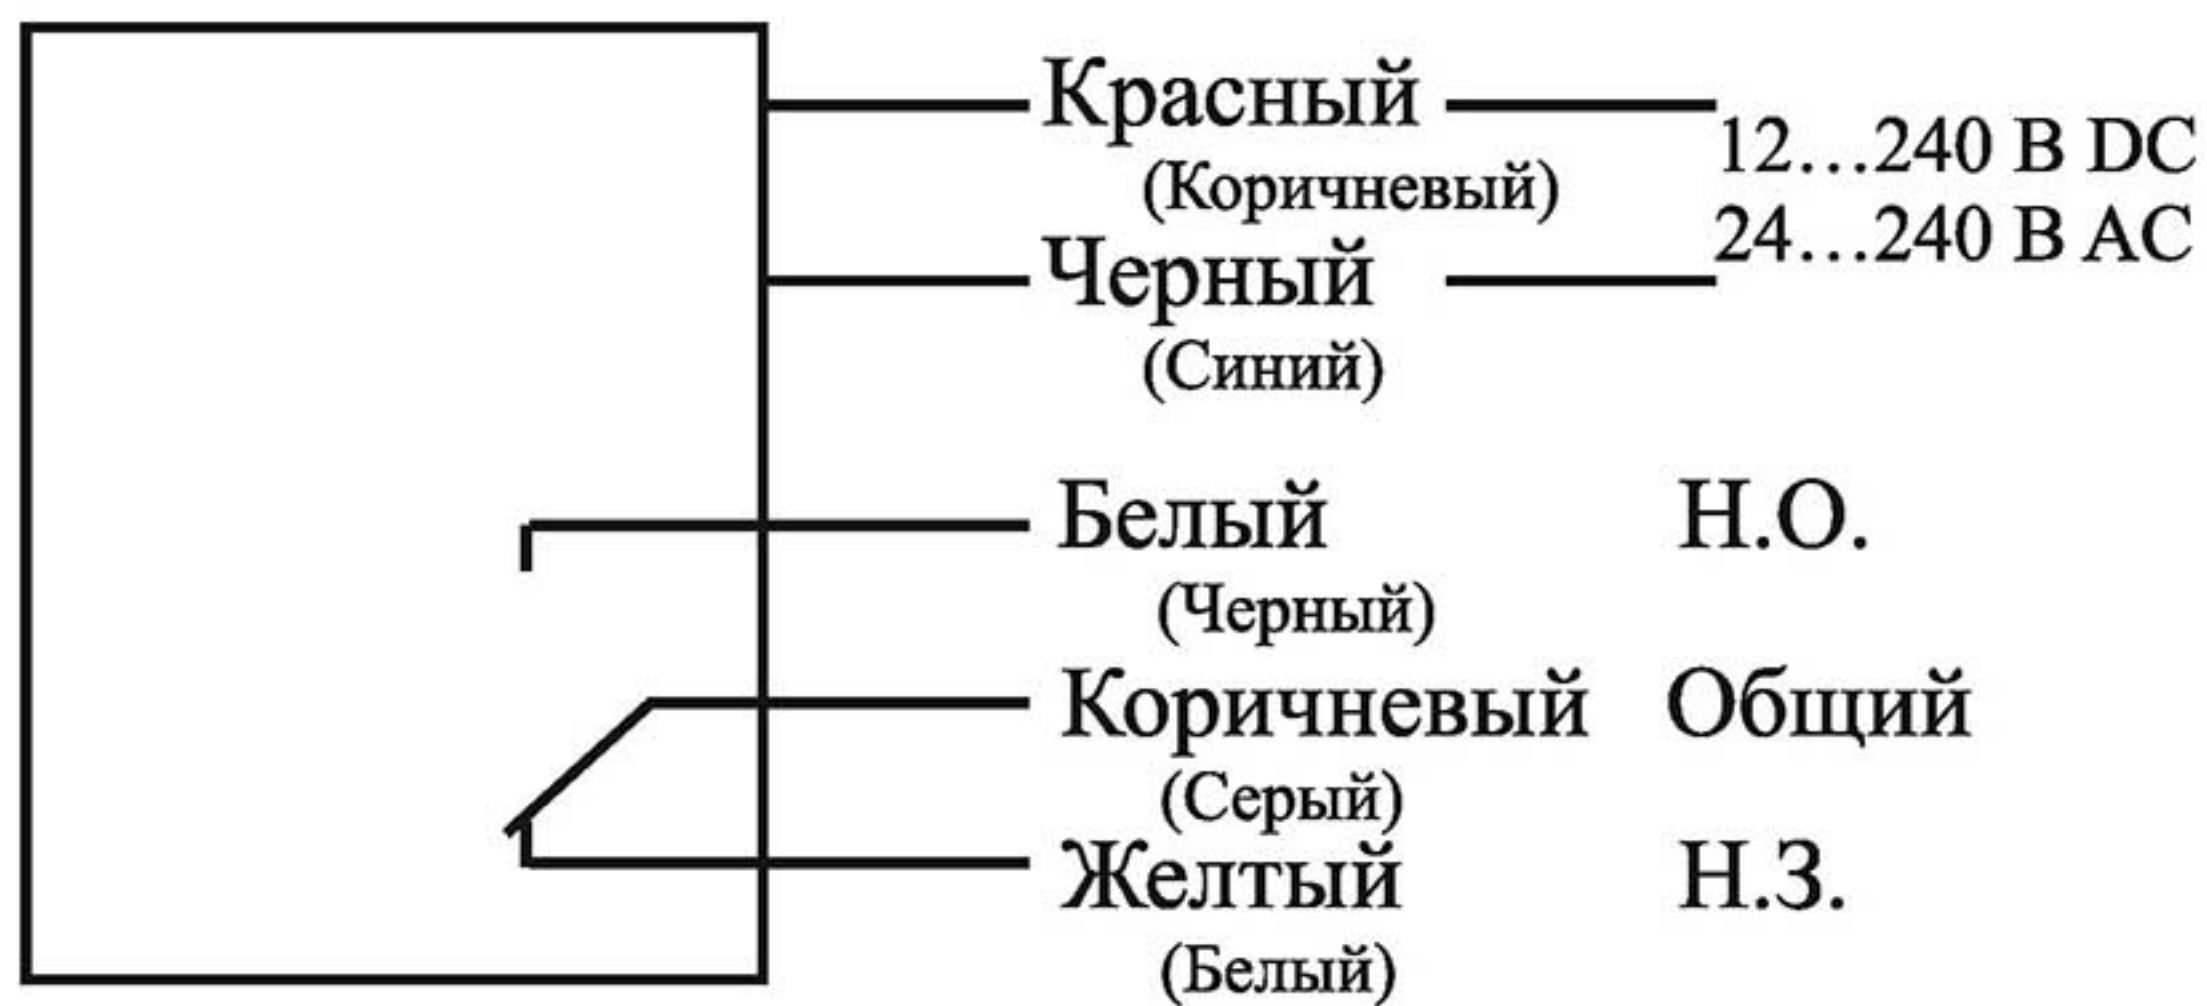 Красный
12...240 В DC
(Коричневый)
24...240 В AC
Черный
(Синий)
Белый Н.О.
(Черный)
Коричневый Общий
(Серый)
Желтый Н.З.
(Белый)